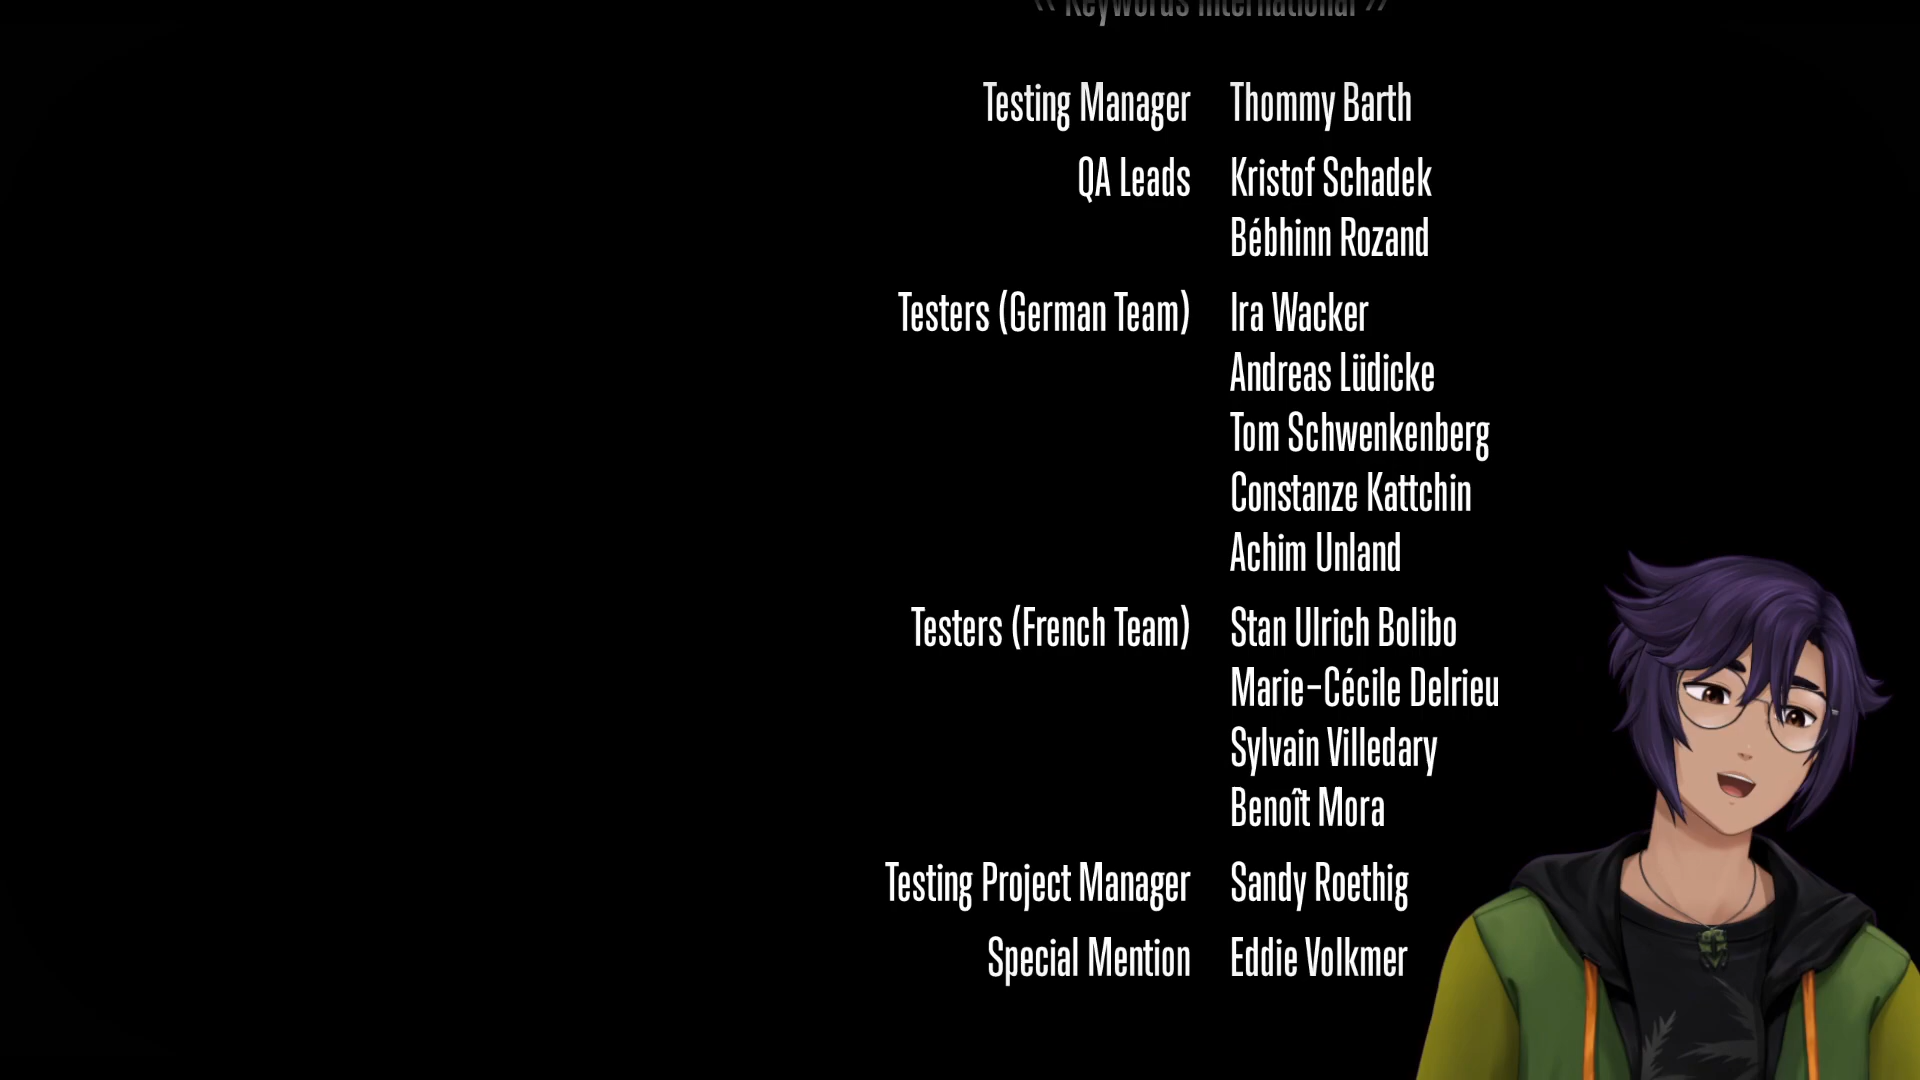 « Keywords International »
Testing Manager Thommy Barth
QA Leads Kristof Schadek
Bébhinn Rozand
Testers (German Team) Ira Wacker
Andreas Lüdicke
Tom Schwenkenberg
Constanze Kattchin
Achim Unland
Testers (French Team) Stan Ulrich Bolibo
Marie-Cécile Delrieu
Sylvain Villedary
Benoît Mora
Testing Project Manager Sandy Roethig
Special Mention Eddie Volkmer